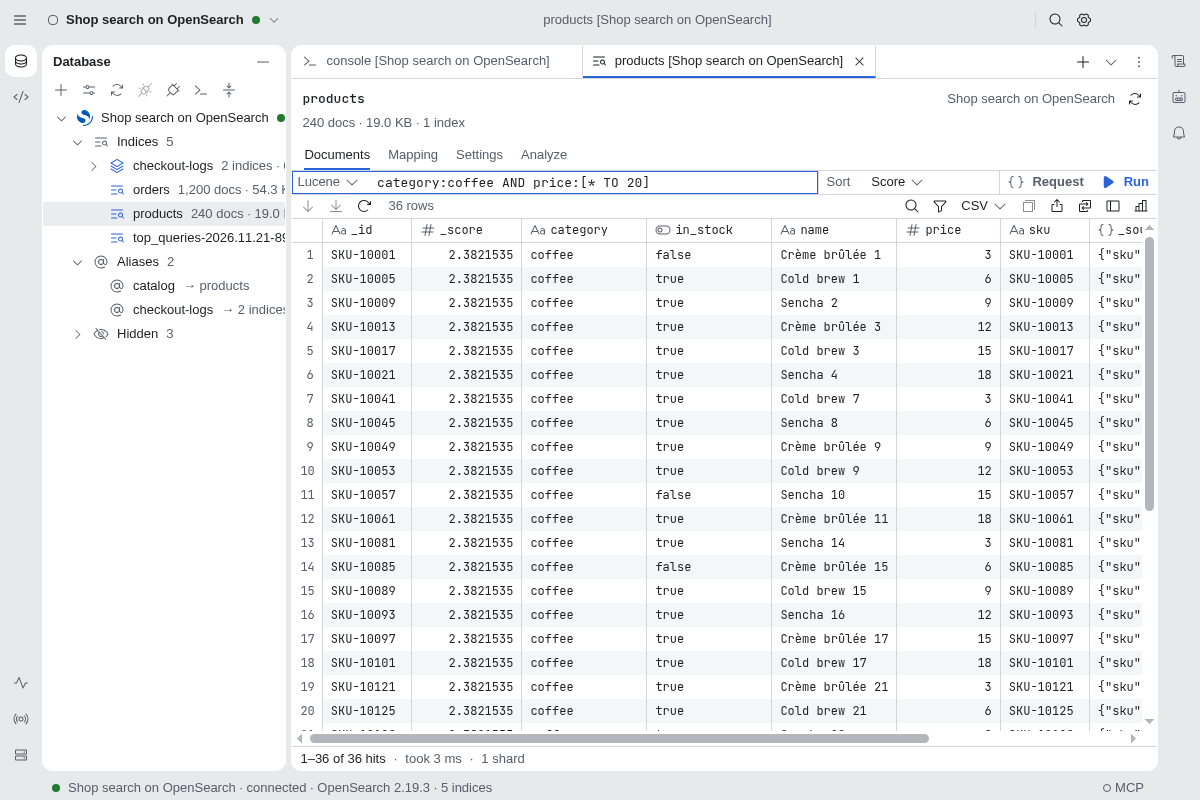 Shop search on OpenSearch
products [Shop search on OpenSearch]
Database
Shop search on OpenSearch
Indices 5
checkout-logs 2 indices ·
orders 1,200 docs · 54.3
products 240 docs · 19.0
top_queries-2026.11.21-89
Aliases 2
catalog → products
checkout-logs → 2 indices
Hidden 3
console [Shop search on OpenSearch]
products [Shop search on OpenSearch]
products
Shop search on OpenSearch
240 docs · 19.0 KB · 1 index
Documents Mapping Settings Analyze
Lucene category:coffee AND price:[* TO 20] Sort Score { } Request Run
36 rows CSV
Aa _id # _score Aa category in_stock Aa name # price Aa sku { } _sou
1 SKU-10001 2.3821535 coffee false Crème brûlée 1 3 SKU-10001 {"sku"
2 SKU-10005 2.3821535 coffee true Cold brew 1 6 SKU-10005 {"sku"
3 SKU-10009 2.3821535 coffee true Sencha 2 9 SKU-10009 {"sku"
4 SKU-10013 2.3821535 coffee true Crème brûlée 3 12 SKU-10013 {"sku"
5 SKU-10017 2.3821535 coffee true Cold brew 3 15 SKU-10017 {"sku"
6 SKU-10021 2.3821535 coffee true Sencha 4 18 SKU-10021 {"sku"
7 SKU-10041 2.3821535 coffee true Cold brew 7 3 SKU-10041 {"sku"
8 SKU-10045 2.3821535 coffee true Sencha 8 6 SKU-10045 {"sku"
9 SKU-10049 2.3821535 coffee true Crème brûlée 9 9 SKU-10049 {"sku"
10 SKU-10053 2.3821535 coffee true Cold brew 9 12 SKU-10053 {"sku"
11 SKU-10057 2.3821535 coffee false Sencha 10 15 SKU-10057 {"sku"
12 SKU-10061 2.3821535 coffee true Crème brûlée 11 18 SKU-10061 {"sku"
13 SKU-10081 2.3821535 coffee true Sencha 14 3 SKU-10081 {"sku"
14 SKU-10085 2.3821535 coffee false Crème brûlée 15 6 SKU-10085 {"sku"
15 SKU-10089 2.3821535 coffee true Cold brew 15 9 SKU-10089 {"sku"
16 SKU-10093 2.3821535 coffee true Sencha 16 12 SKU-10093 {"sku"
17 SKU-10097 2.3821535 coffee true Crème brûlée 17 15 SKU-10097 {"sku"
18 SKU-10101 2.3821535 coffee true Cold brew 17 18 SKU-10101 {"sku"
19 SKU-10121 2.3821535 coffee true Crème brûlée 21 3 SKU-10121 {"sku"
20 SKU-10125 2.3821535 coffee true Cold brew 21 6 SKU-10125 {"sku"
1–36 of 36 hits · took 3 ms · 1 shard
Shop search on OpenSearch · connected · OpenSearch 2.19.3 · 5 indices
MCP